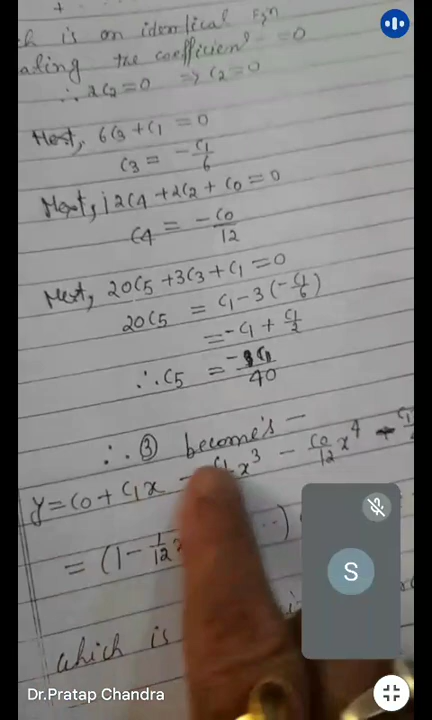 is an identical Eqn
ating the coefficient =0
∴ 2C2=0 => C2=0
Next, 6C3+C1 =0
C3 = -C1/6
Next, 12C4+2C2+C0=0
C4 = -C0/12
Next, 20C5+3C3+C1=0
20C5 = C1-3(-C1/6)
=-C1+C1/2
∴C5 = C1/40
∴ ③ become's —
y=C0+C1x - x³ - C0/12 x⁴
=(1-1/12
which is
S
Dr.Pratap Chandra